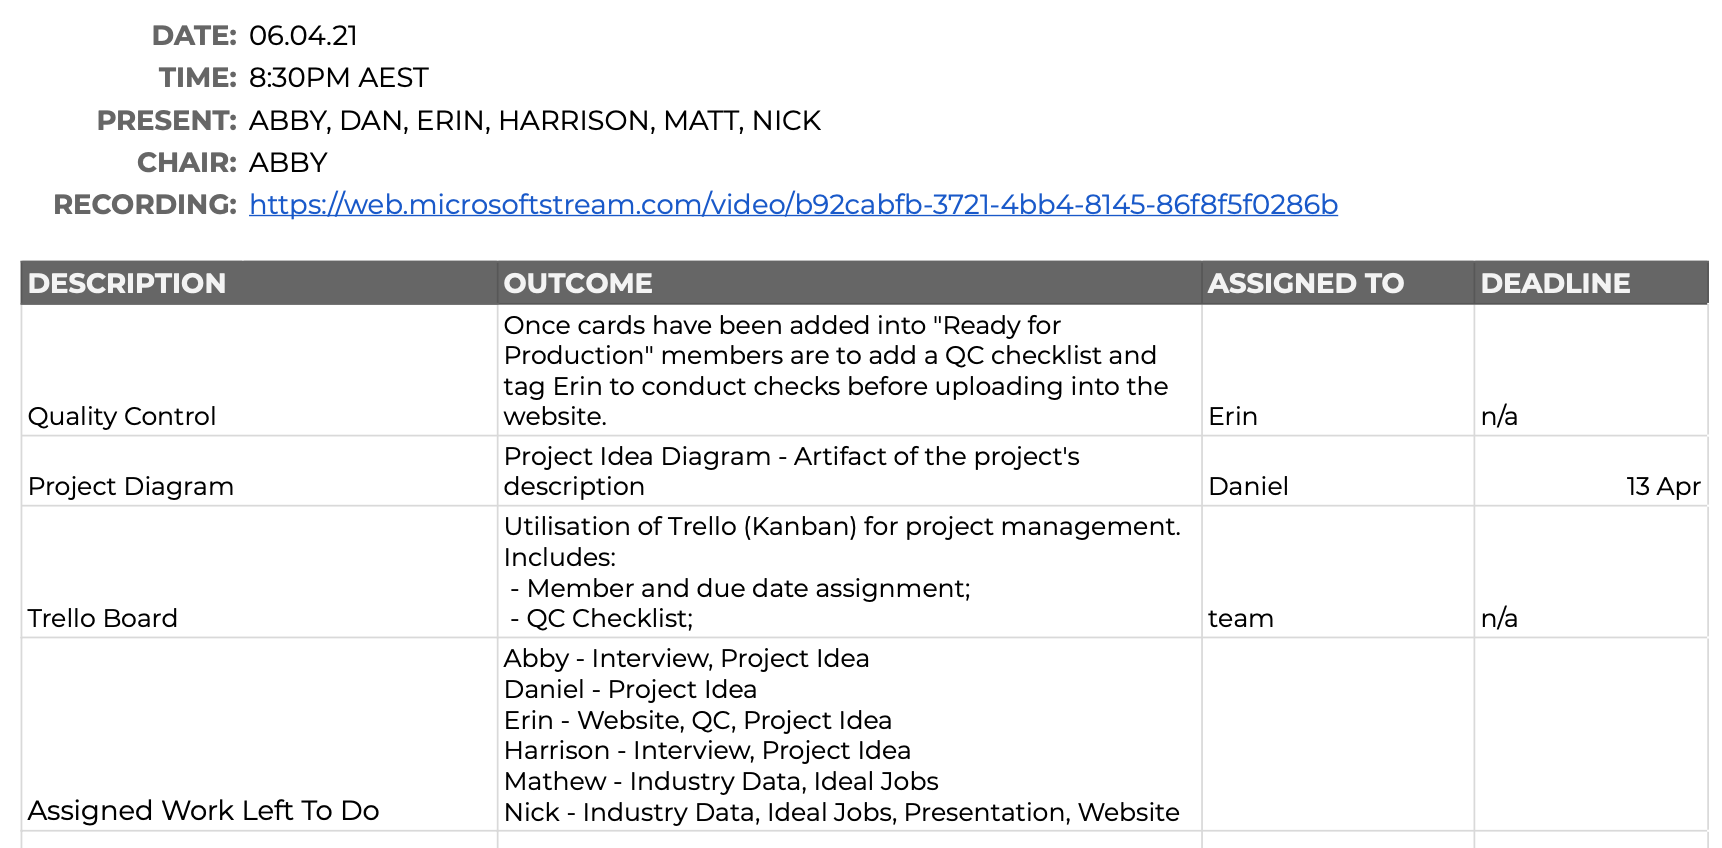 DATE: 06.04.21
TIME: 8:30PM AEST
PRESENT: ABBY, DAN, ERIN, HARRISON, MATT, NICK
CHAIR: ABBY
RECORDING: https://web.microsoftstream.com/video/b92cabfb-3721-4bb4-8145-86f8f5f0286b
DESCRIPTION OUTCOME ASSIGNED TO DEADLINE
Once cards have been added into "Ready for
Production" members are to add a QC checklist and
tag Erin to conduct checks before uploading into the
Quality Control website. Erin n/a
Project Idea Diagram - Artifact of the project's
Project Diagram description Daniel 13 Apr
Utilisation of Trello (Kanban) for project management.
Includes:
- Member and due date assignment;
Trello Board - QC Checklist; team n/a
Abby - Interview, Project Idea
Daniel - Project Idea
Erin - Website, QC, Project Idea
Harrison - Interview, Project Idea
Mathew - Industry Data, Ideal Jobs
Assigned Work Left To Do Nick - Industry Data, Ideal Jobs, Presentation, Website